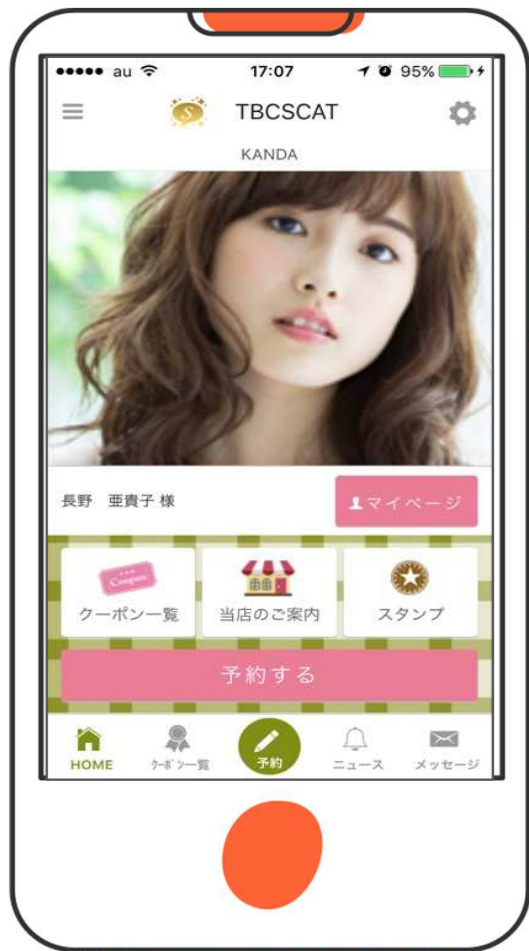 au 17:07 95%
TBCSCAT
KANDA
長野 亜貴子 様
マイページ
Coupon
クーポン一覧 当店のご案内 スタンプ
予約する
HOME クーポン一覧 予約 ニュース メッセージ